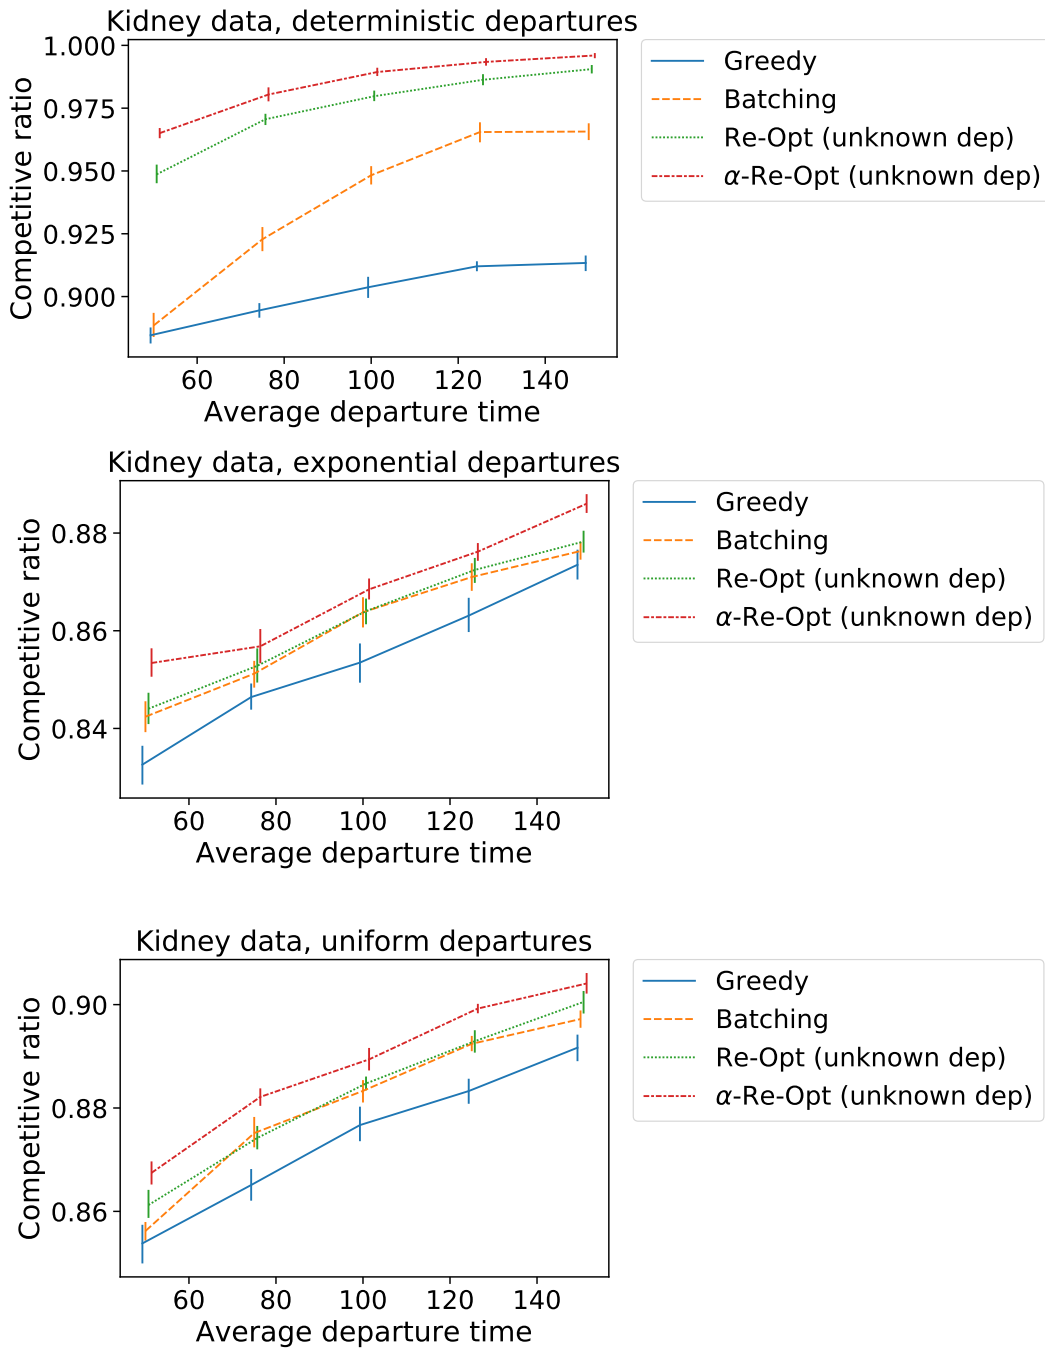 Kidney data, deterministic departures
Competitive ratio
1.000
0.975
0.950
0.925
0.900
60 80 100 120 140
Average departure time
Greedy
Batching
Re-Opt (unknown dep)
α-Re-Opt (unknown dep)
Kidney data, exponential departures
Competitive ratio
0.88
0.86
0.84
60 80 100 120 140
Average departure time
Greedy
Batching
Re-Opt (unknown dep)
α-Re-Opt (unknown dep)
Kidney data, uniform departures
Competitive ratio
0.90
0.88
0.86
60 80 100 120 140
Average departure time
Greedy
Batching
Re-Opt (unknown dep)
α-Re-Opt (unknown dep)